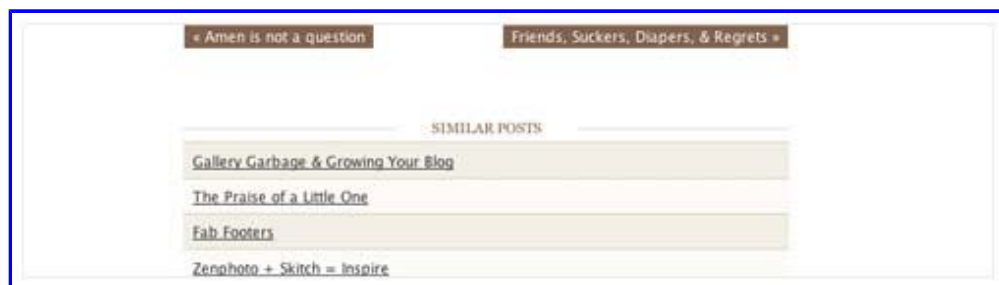 « Amen is not a question
Friends, Suckers, Diapers, & Regrets »
SIMILAR POSTS
Gallery Garbage & Growing Your Blog
The Praise of a Little One
Fab Footers
Zenphoto + Skitch = Inspire